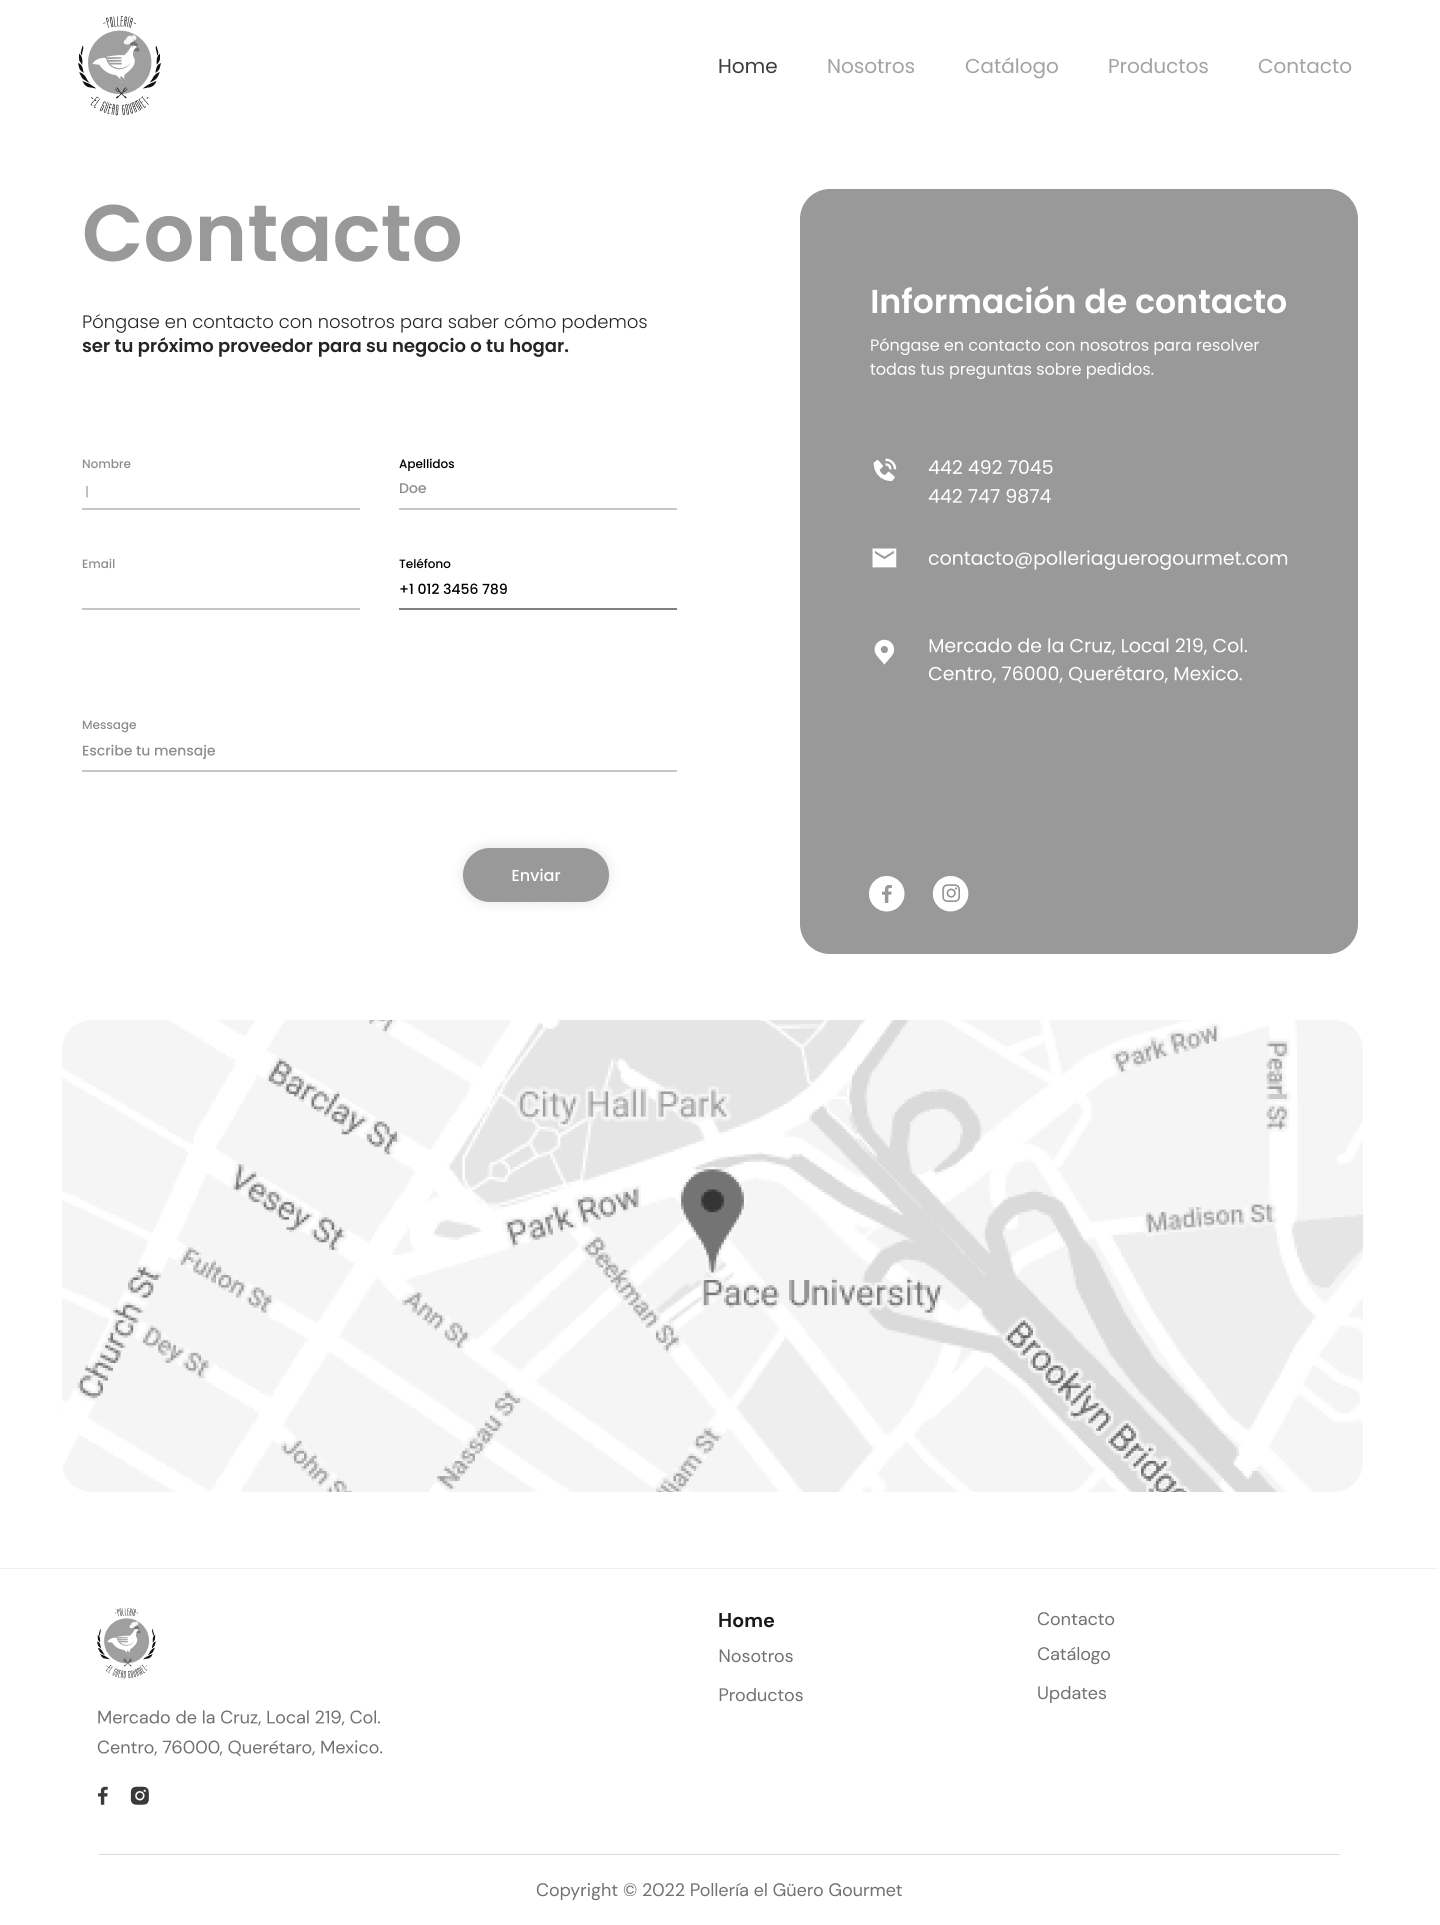 -POLLERÍA-
-EL GÜERO GOURMET-
Home Nosotros Catálogo Productos Contacto
Contacto
Póngase en contacto con nosotros para saber cómo podemos
ser tu próximo proveedor para su negocio o tu hogar.
Nombre
Apellidos
Doe
Email
Teléfono
+1 012 3456 789
Message
Escribe tu mensaje
Enviar
Información de contacto
Póngase en contacto con nosotros para resolver
todas tus preguntas sobre pedidos.
442 492 7045
442 747 9874
contacto@polleriaguerogourmet.com
Mercado de la Cruz, Local 219, Col.
Centro, 76000, Querétaro, Mexico.
Barclay St
City Hall Park
Park Row
Pearl St
Vesey St
Park Row
Madison St
Fulton St
Beekman St
Church St
Ann St
Pace University
Dey St
Brooklyn Bridge
Nassau St
John S
lliam St
-POLLERÍA-
-EL GÜERO GOURMET-
Mercado de la Cruz, Local 219, Col.
Centro, 76000, Querétaro, Mexico.
Home
Nosotros
Productos
Contacto
Catálogo
Updates
Copyright © 2022 Pollería el Güero Gourmet